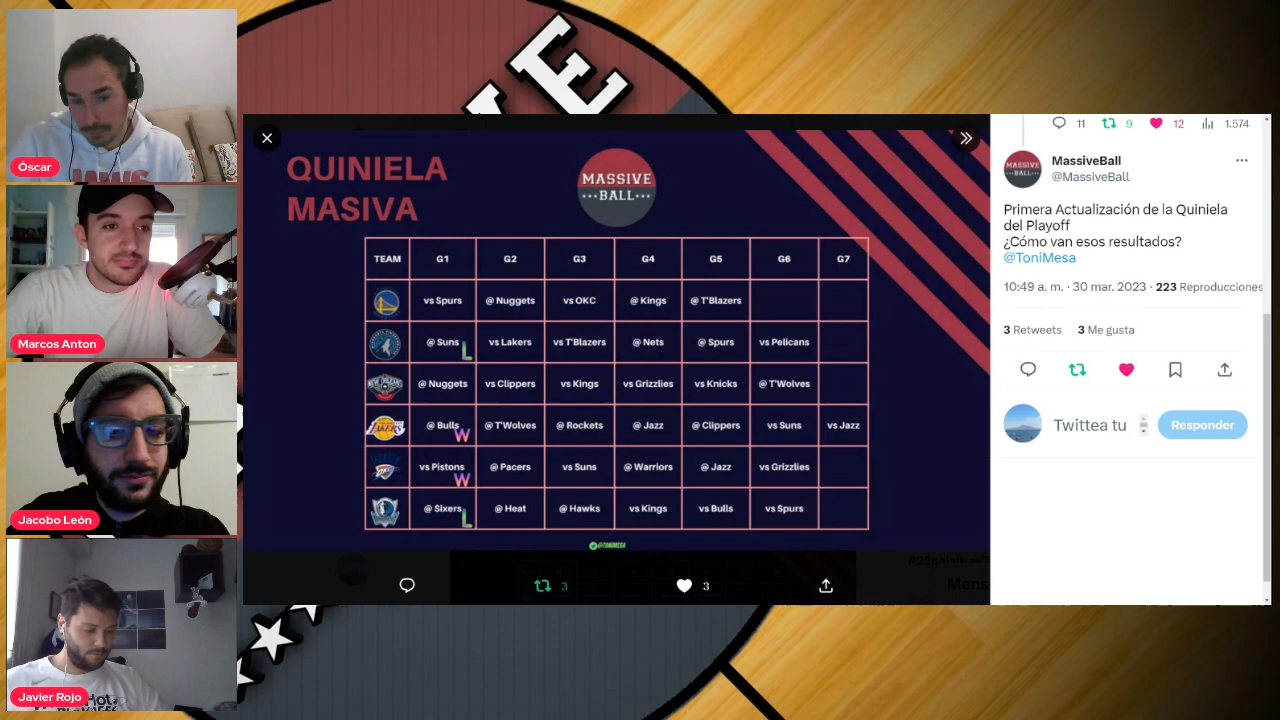 Óscar
Marcos Anton
Jacobo León
Javier Rojo
VE
QUINIELA
MASIVA
MASSIVE
BALL
TEAM G1 G2 G3 G4 G5 G6 G7
vs Spurs @ Nuggets vs OKC @ Kings @ T'Blazers
@ Suns L vs Lakers vs T'Blazers @ Nets @ Spurs vs Pelicans
@ Nuggets vs Clippers vs Kings vs Grizzlies vs Knicks @ T'Wolves
LAKERS @ Bulls W @ T'Wolves @ Rockets @ Jazz @ Clippers vs Suns vs Jazz
vs Pistons W @ Pacers vs Suns @ Warriors @ Jazz vs Grizzlies
@ Sixers L @ Heat @ Hawks vs Kings vs Bulls vs Spurs
@TONIMESA
3 3
11 9 12 1.574
MASSIVE
BALL
MassiveBall
@MassiveBall
Primera Actualización de la Quiniela
del Playoff
¿Cómo van esos resultados?
@ToniMesa
10:49 a. m. · 30 mar. 2023 · 223 Reproducciones
3 Retweets 3 Me gusta
Twittea tu
Responder